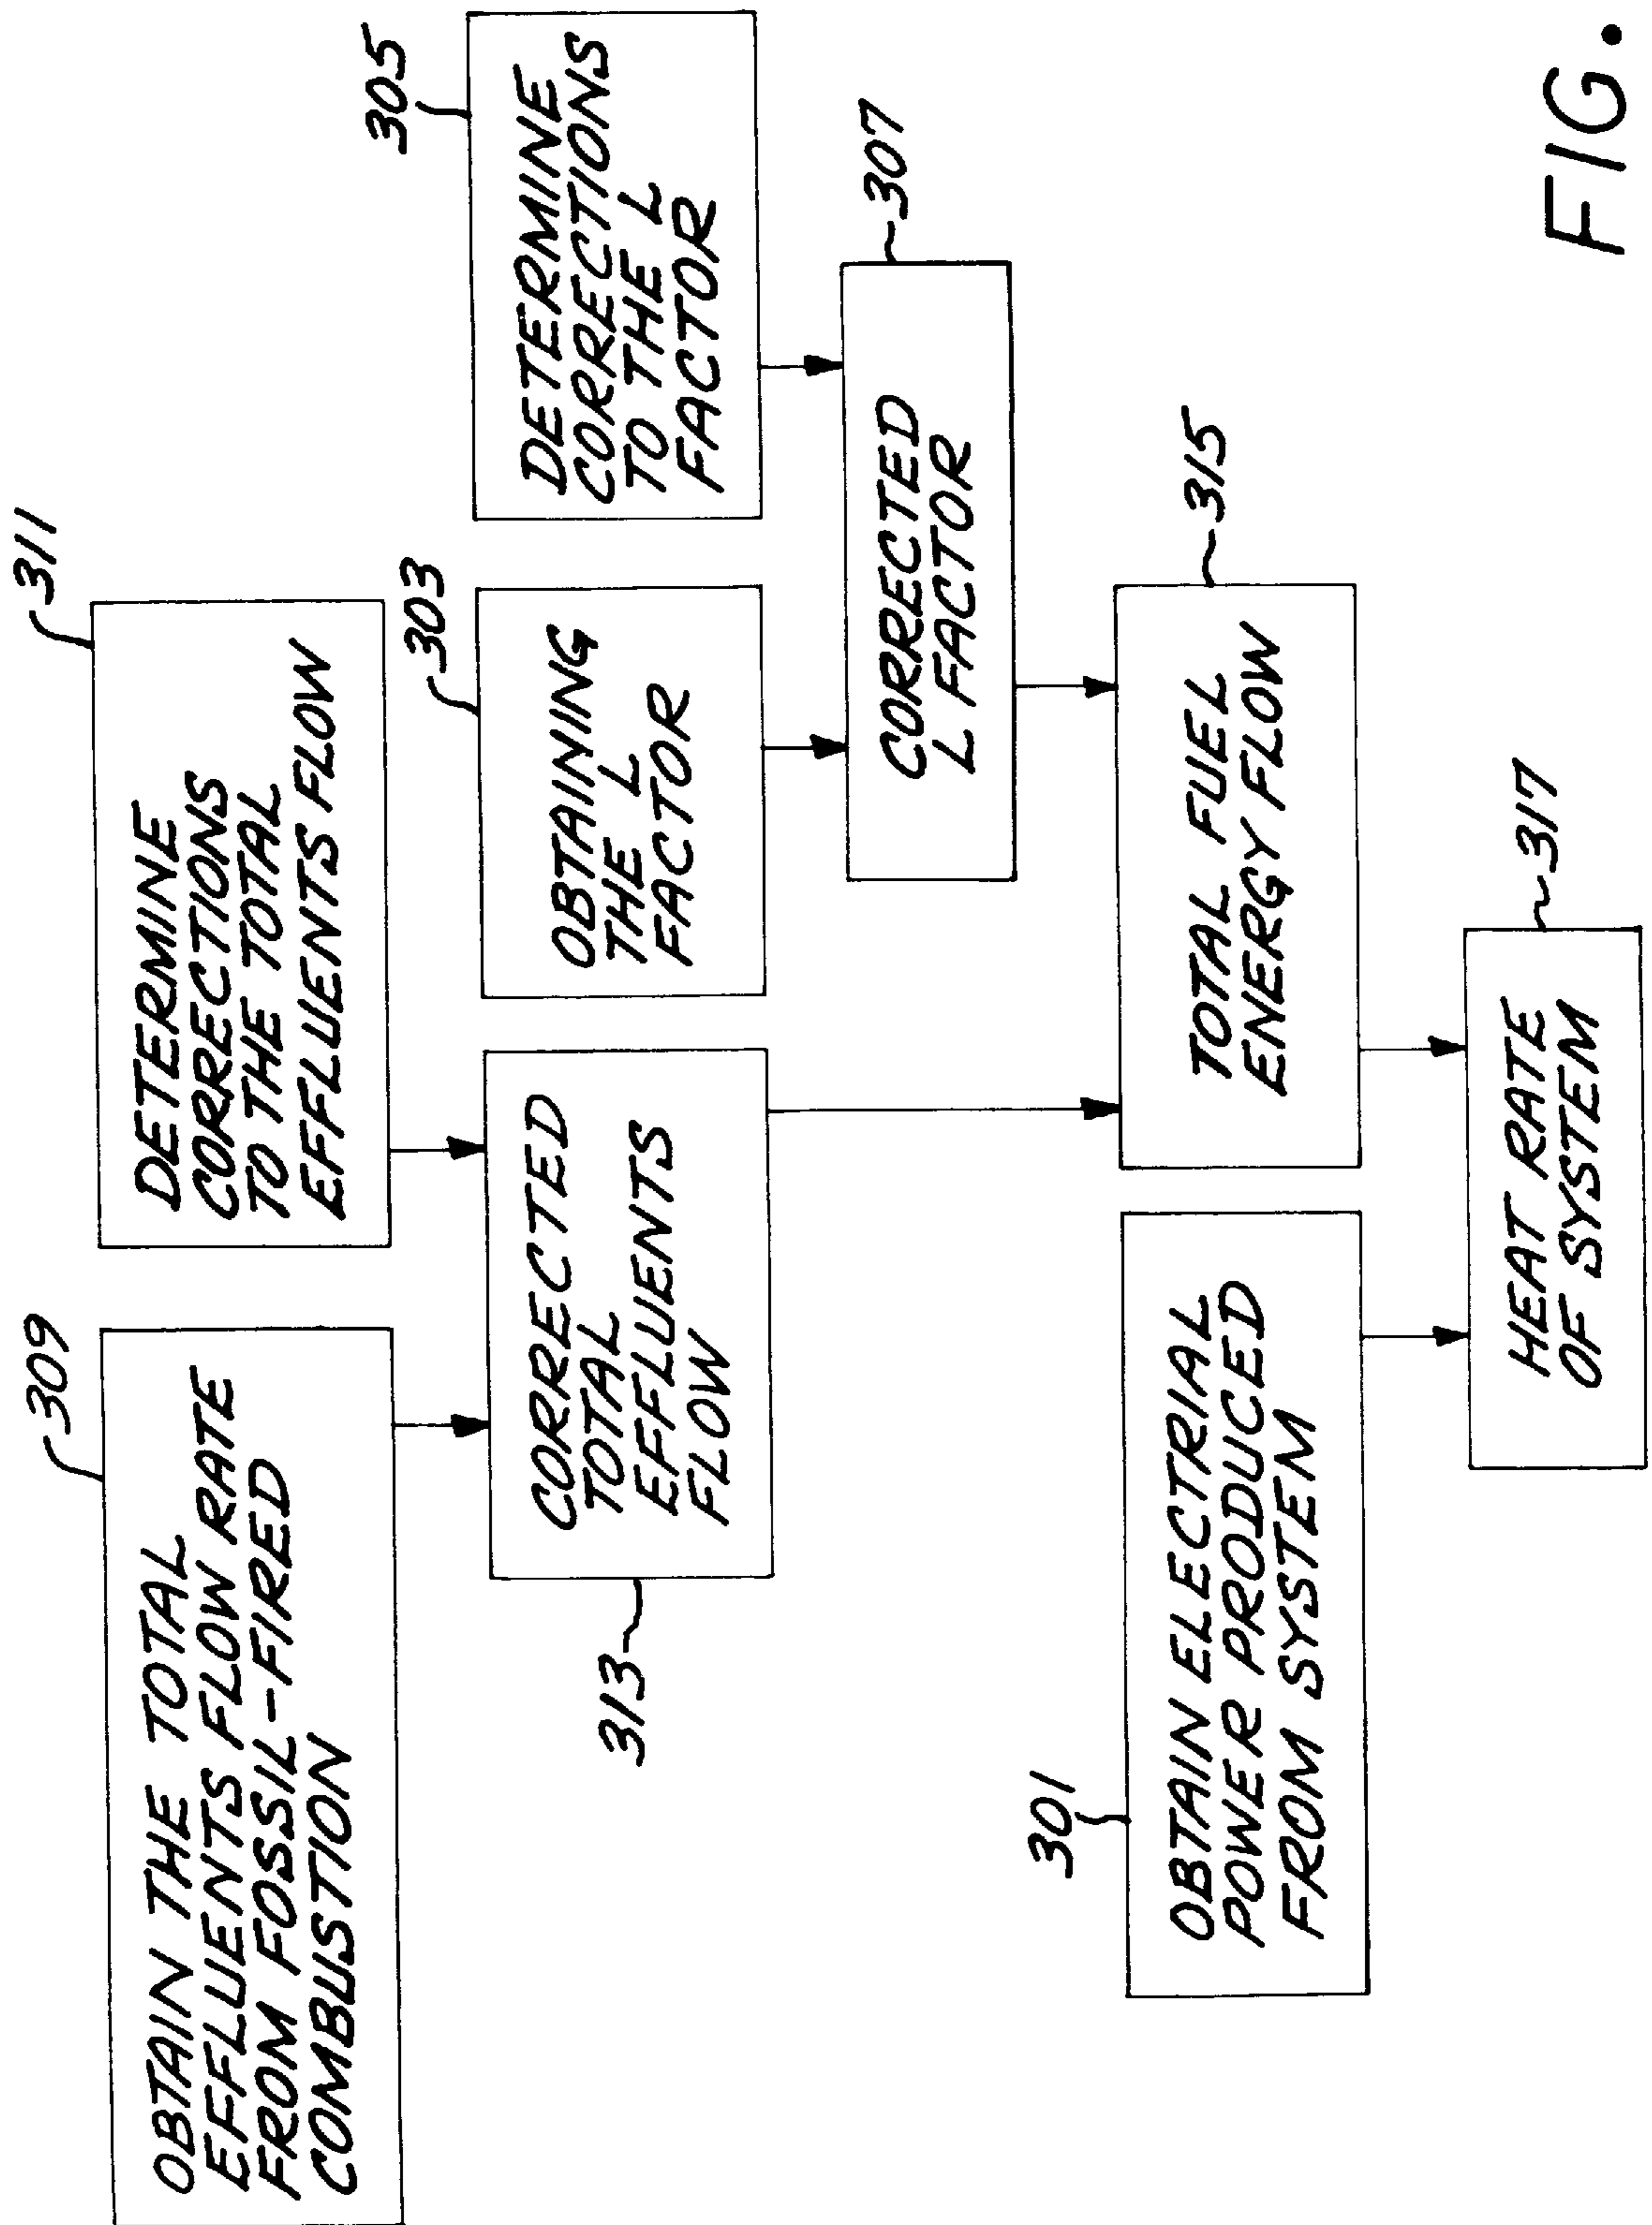 309
OBTAIN THE TOTAL
EFFLUENTS FLOW RATE
FROM FOSSIL-FIRED
COMBUSTION
311
DETERMINE
CORRECTIONS
TO THE TOTAL
EFFLUENTS FLOW
313
CORRECTED
TOTAL
EFFLUENTS
FLOW
303
OBTAINING
THE L
FACTOR
305
DETERMINE
CORRECTIONS
TO THE L
FACTOR
307
CORRECTED
L FACTOR
301
OBTAIN ELECTRIAL
POWER PRODUCED
FROM SYSTEM
315
TOTAL FUEL
ENERGY FLOW
317
HEAT RATE
OF SYSTEM
FIG.